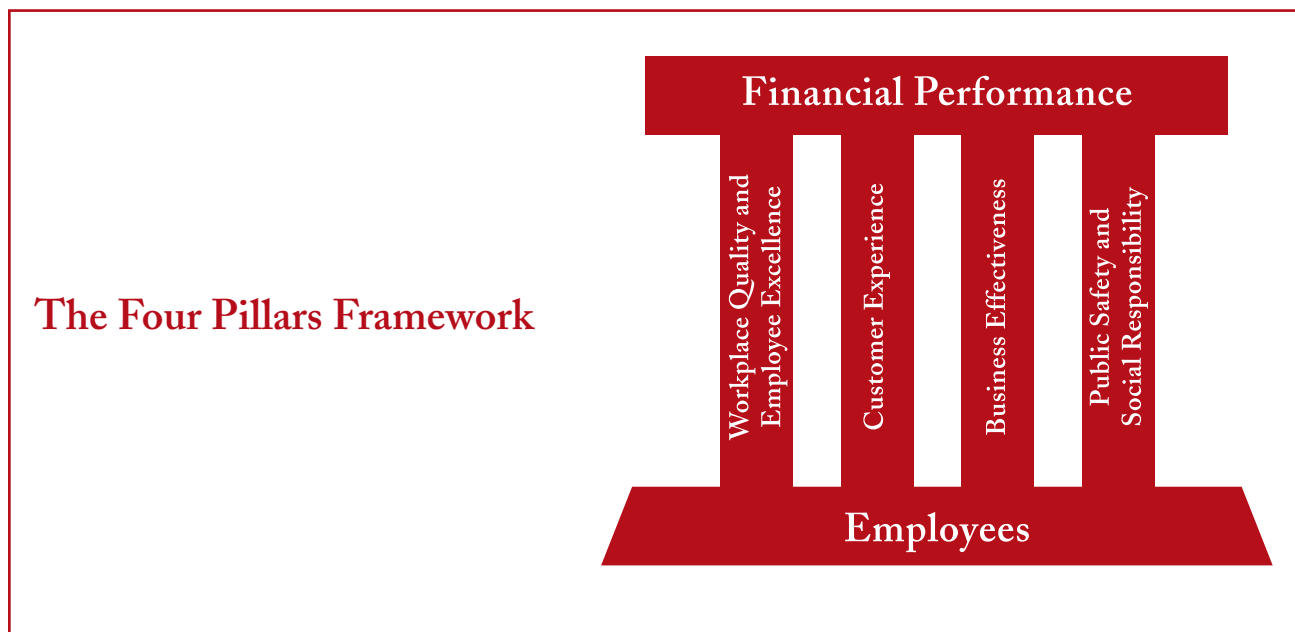 The Four Pillars Framework
Financial Performance
Workplace Quality and
Employee Excellence
Customer Experience
Business Effectiveness
Public Safety and
Social Responsibility
Employees